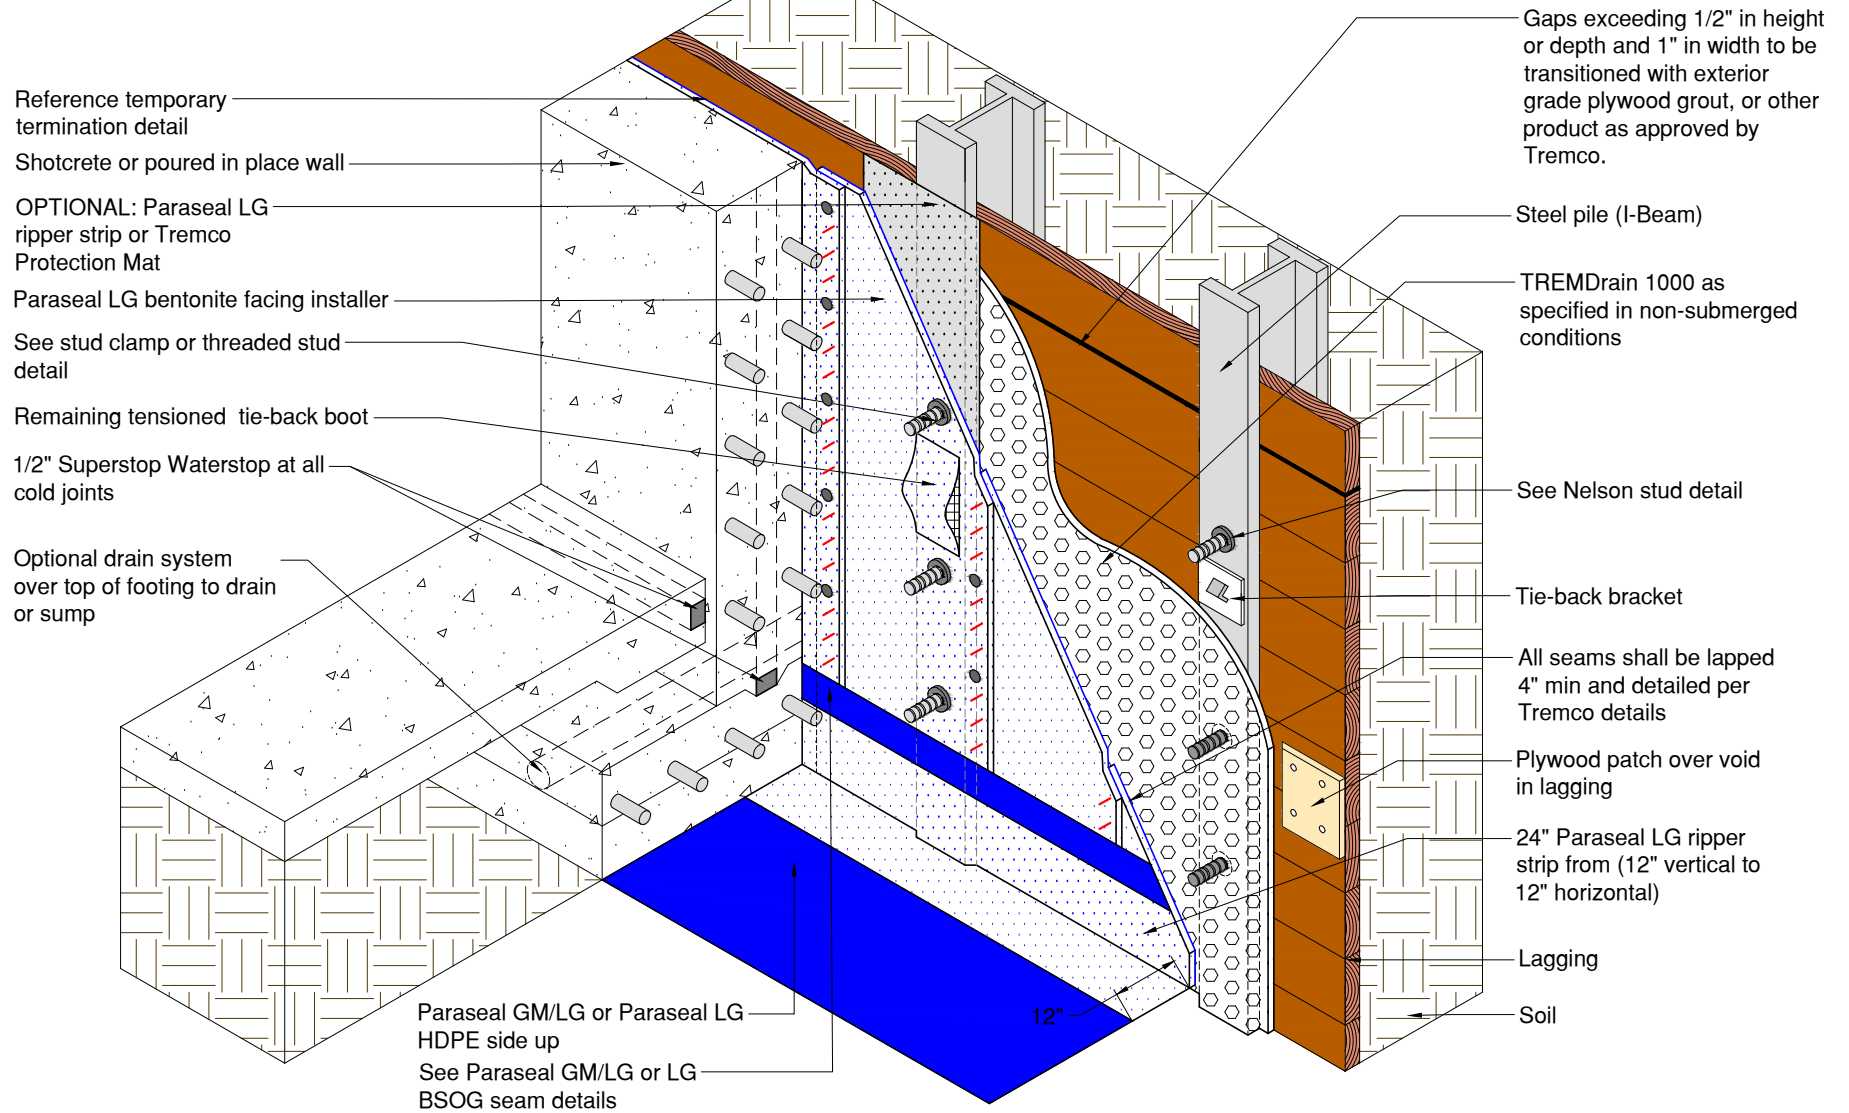 Reference temporary
termination detail
Shotcrete or poured in place wall
OPTIONAL: Paraseal LG
ripper strip or Tremco
Protection Mat
Paraseal LG bentonite facing installer
See stud clamp or threaded stud
detail
Remaining tensioned tie-back boot
1/2" Superstop Waterstop at all
cold joints
Optional drain system
over top of footing to drain
or sump
Paraseal GM/LG or Paraseal LG
HDPE side up
See Paraseal GM/LG or LG
BSOG seam details
12"
Gaps exceeding 1/2" in height
or depth and 1" in width to be
transitioned with exterior
grade plywood grout, or other
product as approved by
Tremco.
Steel pile (I-Beam)
TREMDrain 1000 as
specified in non-submerged
conditions
See Nelson stud detail
Tie-back bracket
All seams shall be lapped
4" min and detailed per
Tremco details
Plywood patch over void
in lagging
24" Paraseal LG ripper
strip from (12" vertical to
12" horizontal)
Lagging
Soil